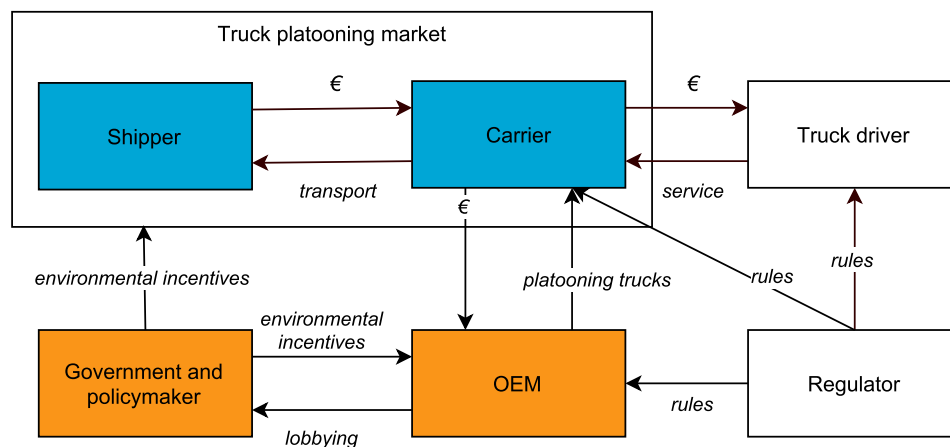 Truck platooning market
€
€
Shipper
Carrier
Truck driver
transport
€
service
environmental incentives
platooning trucks
rules
rules
environmental
incentives
Government and
policymaker
OEM
Regulator
rules
lobbying